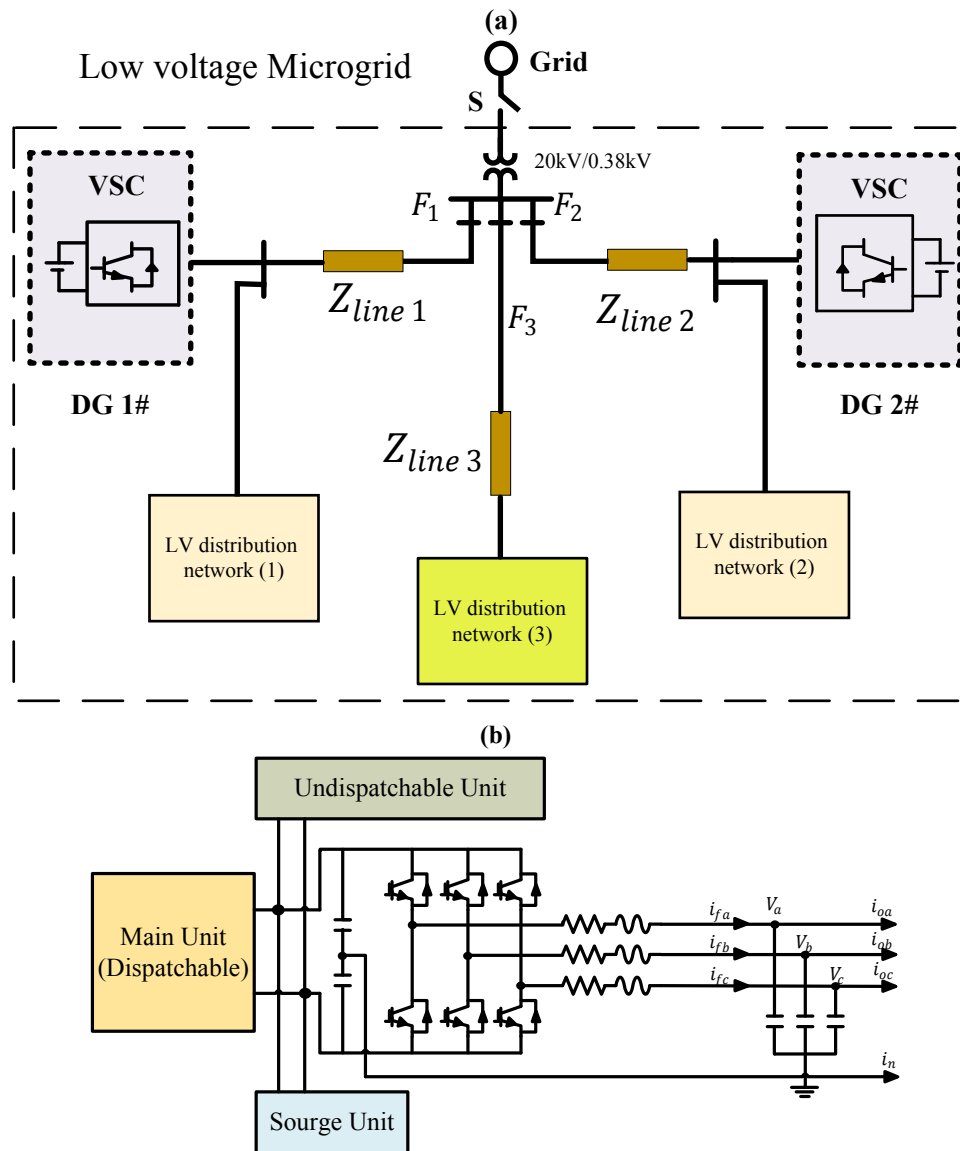 (a)
Low voltage Microgrid
Grid
S
20kV/0.38kV
VSC
VSC
F1
F2
Zline 1
Zline 2
F3
DG 1#
DG 2#
Zline 3
LV distribution
network (1)
LV distribution
network (2)
LV distribution
network (3)
(b)
Undispatchable Unit
Main Unit
(Dispatchable)
ifa
Va
ioa
ifb
Vb
iob
ifc
Vc
ioc
in
Sourge Unit